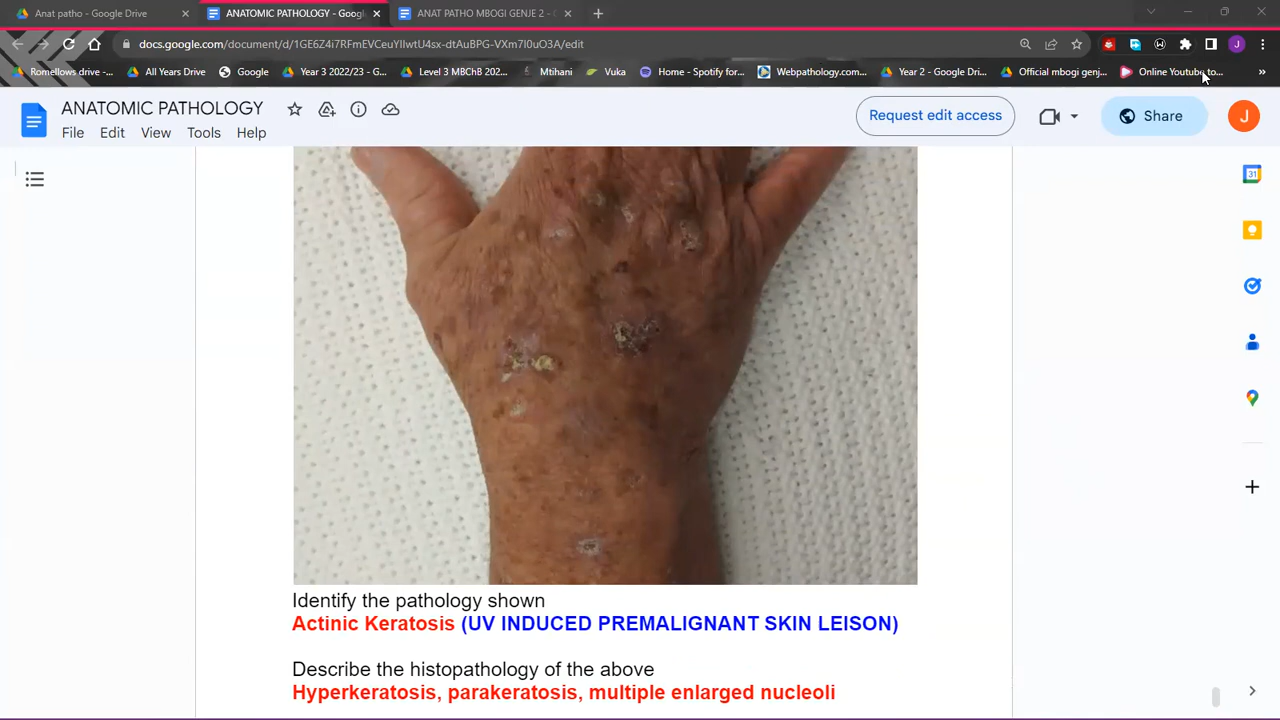 Anat patho - Google Drive
ANATOMIC PATHOLOGY - Googl
ANAT PATHO MBOGI GENJE 2 -
docs.google.com/document/d/1GE6Z4i7RFmEVCeuYIIwtU4sx-dtAuBPG-VXm7I0uO3A/edit
J
Romellows drive -...
All Years Drive
Google
Year 3 2022/23 - G...
Level 3 MBChB 202...
Mtihani
Vuka
Home - Spotify for...
Webpathology.com...
Year 2 - Google Dri...
Official mbogi genj...
Online Youtube to...
ANATOMIC PATHOLOGY
File Edit View Tools Help
Request edit access
Share
J
31
Identify the pathology shown
Actinic Keratosis (UV INDUCED PREMALIGNANT SKIN LEISON)
Describe the histopathology of the above
Hyperkeratosis, parakeratosis, multiple enlarged nucleoli